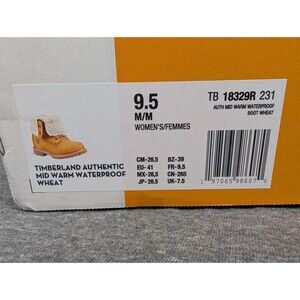 9.5
M/M
WOMEN'S/FEMMES
TB 18329R 231
AUTH MID WARM WATERPROOF
BOOT WHEAT
TIMBERLAND AUTHENTIC
MID WARM WATERPROOF
WHEAT
CM-26.5 BZ-39
EU- 41 FR-9.5
MX-26.5 CN-265
JP-26.5 UK-7.5
97065 98607